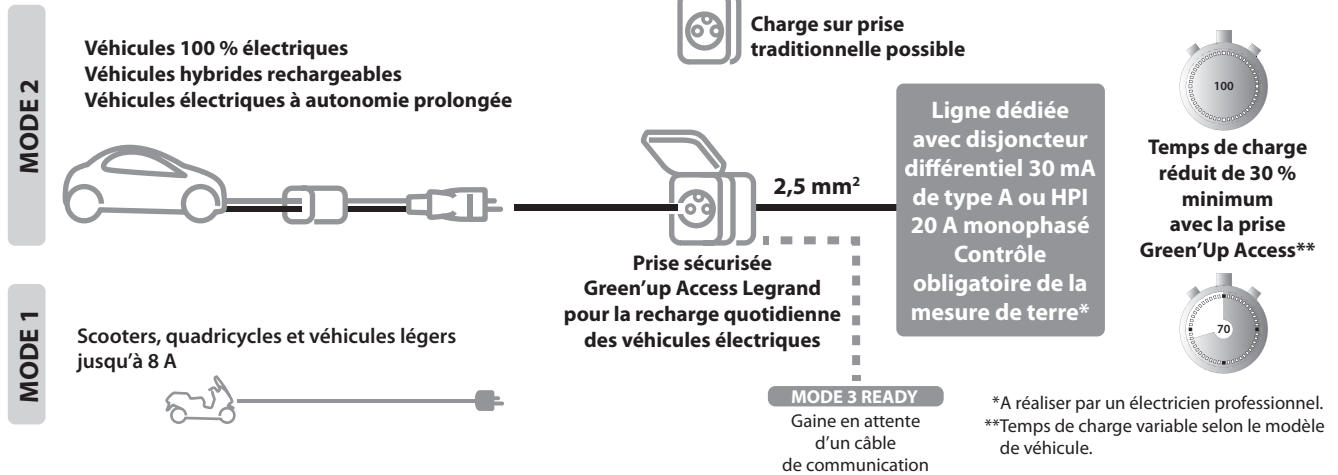 MODE 2
Véhicules 100 % électriques
Véhicules hybrides rechargeables
Véhicules électriques à autonomie prolongée
Charge sur prise
traditionnelle possible
2,5 mm²
Prise sécurisée
Green’up Access Legrand
pour la recharge quotidienne
des véhicules électriques
Ligne dédiée
avec disjoncteur
différentiel 30 mA
de type A ou HPI
20 A monophasé
Contrôle
obligatoire de la
mesure de terre*
100
Temps de charge
réduit de 30 %
minimum
avec la prise
Green’Up Access**
70
MODE 1
Scooters, quadricycles et véhicules légers
jusqu’à 8 A
MODE 3 READY
Gaine en attente
d’un câble
de communication
*A réaliser par un électricien professionnel.
**Temps de charge variable selon le modèle
de véhicule.